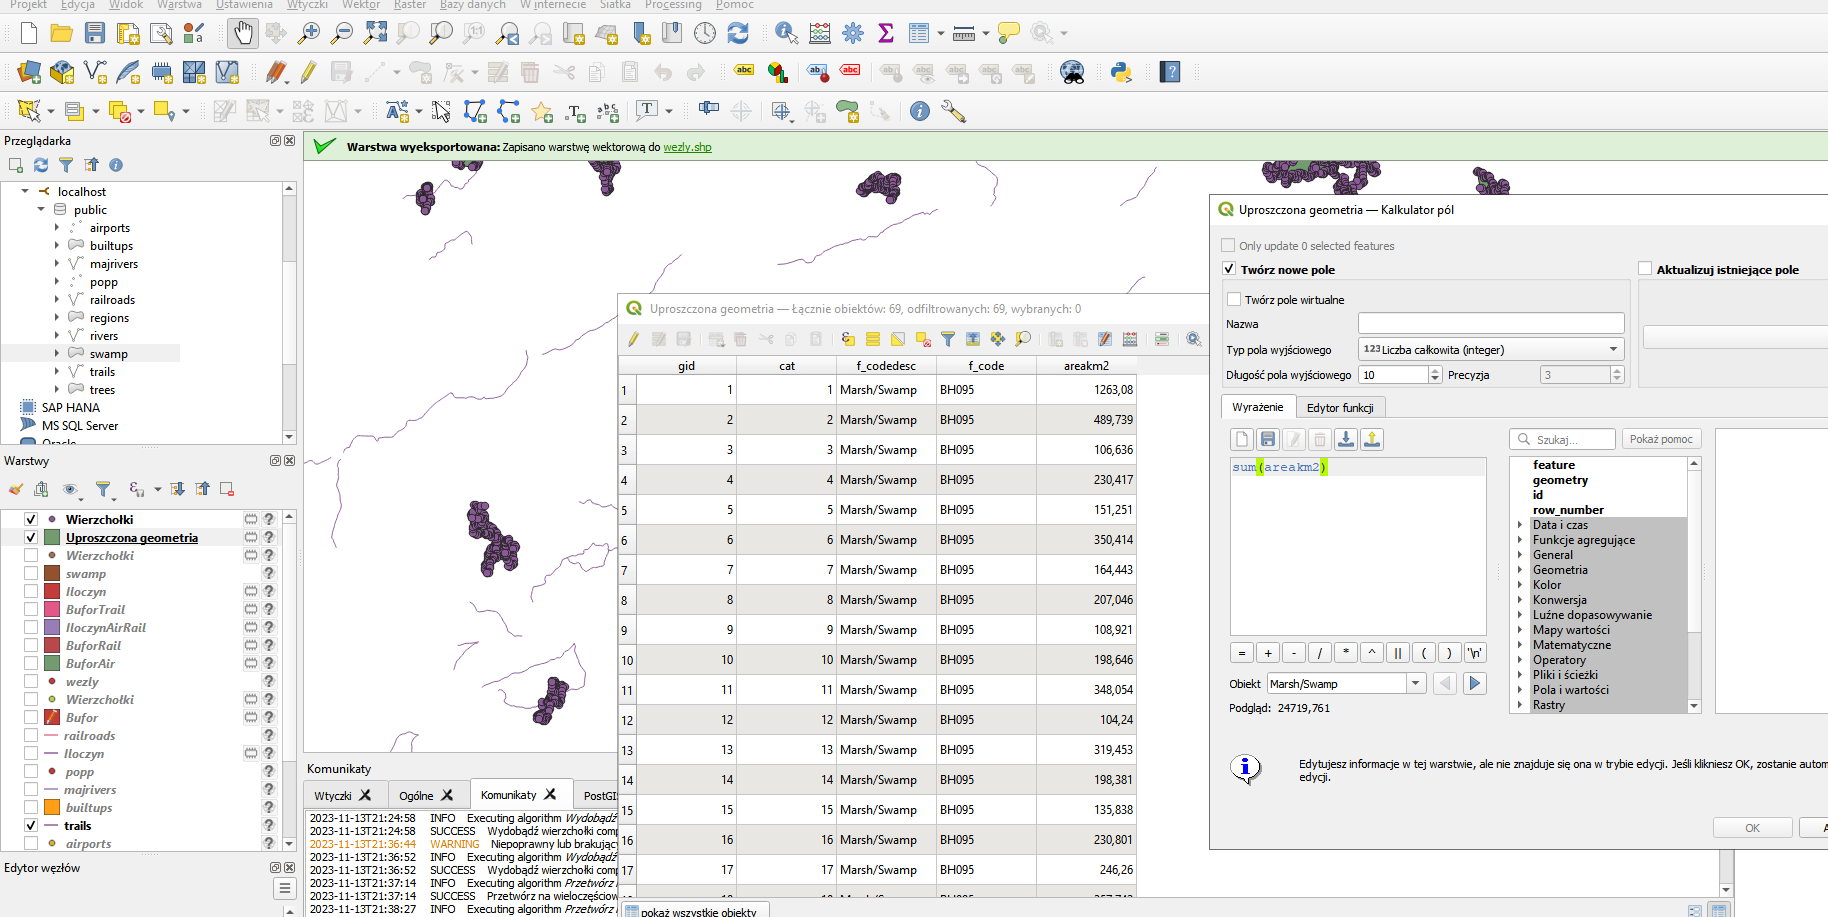 Projekt Edycja Widok Warstwa Ustawienia Wtyczki Wektor Raster Bazy danych W internecie Siatka Processing Pomoc
Przeglądarka
localhost
public
airports
builtups
majrivers
popp
railroads
regions
rivers
swamp
trails
trees
SAP HANA
MS SQL Server
Oracle
Warstwy
Wierzchołki
Uproszczona geometria
Wierzchołki
swamp
Iloczyn
BuforTrail
IloczynAirRail
BuforRail
BuforAir
wezly
Wierzchołki
Bufor
railroads
Iloczyn
popp
majrivers
builtups
trails
airports
Edytor węzłów
Warstwa wyeksportowana: Zapisano warstwę wektorową do wezly.shp
Uproszczona geometria — Łącznie obiektów: 69, odfiltrowanych: 69, wybranych: 0
gid cat f_codedesc f_code areakm2
1 1 1 Marsh/Swamp BH095 1263,08
2 2 2 Marsh/Swamp BH095 489,739
3 3 3 Marsh/Swamp BH095 106,636
4 4 4 Marsh/Swamp BH095 230,417
5 5 5 Marsh/Swamp BH095 151,251
6 6 6 Marsh/Swamp BH095 350,414
7 7 7 Marsh/Swamp BH095 164,443
8 8 8 Marsh/Swamp BH095 207,046
9 9 9 Marsh/Swamp BH095 108,921
10 10 10 Marsh/Swamp BH095 198,646
11 11 11 Marsh/Swamp BH095 348,054
12 12 12 Marsh/Swamp BH095 104,24
13 13 13 Marsh/Swamp BH095 319,453
14 14 14 Marsh/Swamp BH095 198,381
15 15 15 Marsh/Swamp BH095 135,838
16 16 16 Marsh/Swamp BH095 230,801
17 17 17 Marsh/Swamp BH095 246,26
pokaż wszystkie obiekty
Komunikaty
Wtyczki Ogólne Komunikaty PostGI
2023-11-13T21:24:58 INFO Executing algorithm Wydobądź
2023-11-13T21:24:58 SUCCESS Wydobądź wierzchołki comp
2023-11-13T21:36:44 WARNING Niepoprawny lub brakując
2023-11-13T21:36:52 INFO Executing algorithm Wydobądź
2023-11-13T21:36:52 SUCCESS Wydobądź wierzchołki comp
2023-11-13T21:37:14 INFO Executing algorithm Przetwórz
2023-11-13T21:37:14 SUCCESS Przetwórz na wieloczęściow
2023-11-13T21:38:27 INFO Executing algorithm Przetwórz
Uproszczona geometria — Kalkulator pól
Only update 0 selected features
Twórz nowe pole
Aktualizuj istniejące pole
Twórz pole wirtualne
Nazwa
Typ pola wyjściowego 123 Liczba całkowita (integer)
Długość pola wyjściowego 10 Precyzja 3
Wyrażenie Edytor funkcji
sum(areakm2)
= + - / * ^ || ( ) '\n'
Obiekt Marsh/Swamp
Podgląd: 24719,761
Szukaj... Pokaż pomoc
feature
geometry
id
row_number
Data i czas
Funkcje agregujące
General
Geometria
Kolor
Konwersja
Luźne dopasowywanie
Mapy wartości
Matematyczne
Operatory
Pliki i ścieżki
Pola i wartości
Rastry
Edytujesz informacje w tej warstwie, ale nie znajduje się ona w trybie edycji. Jeśli klikniesz OK, zostanie autom
edycji.
OK A